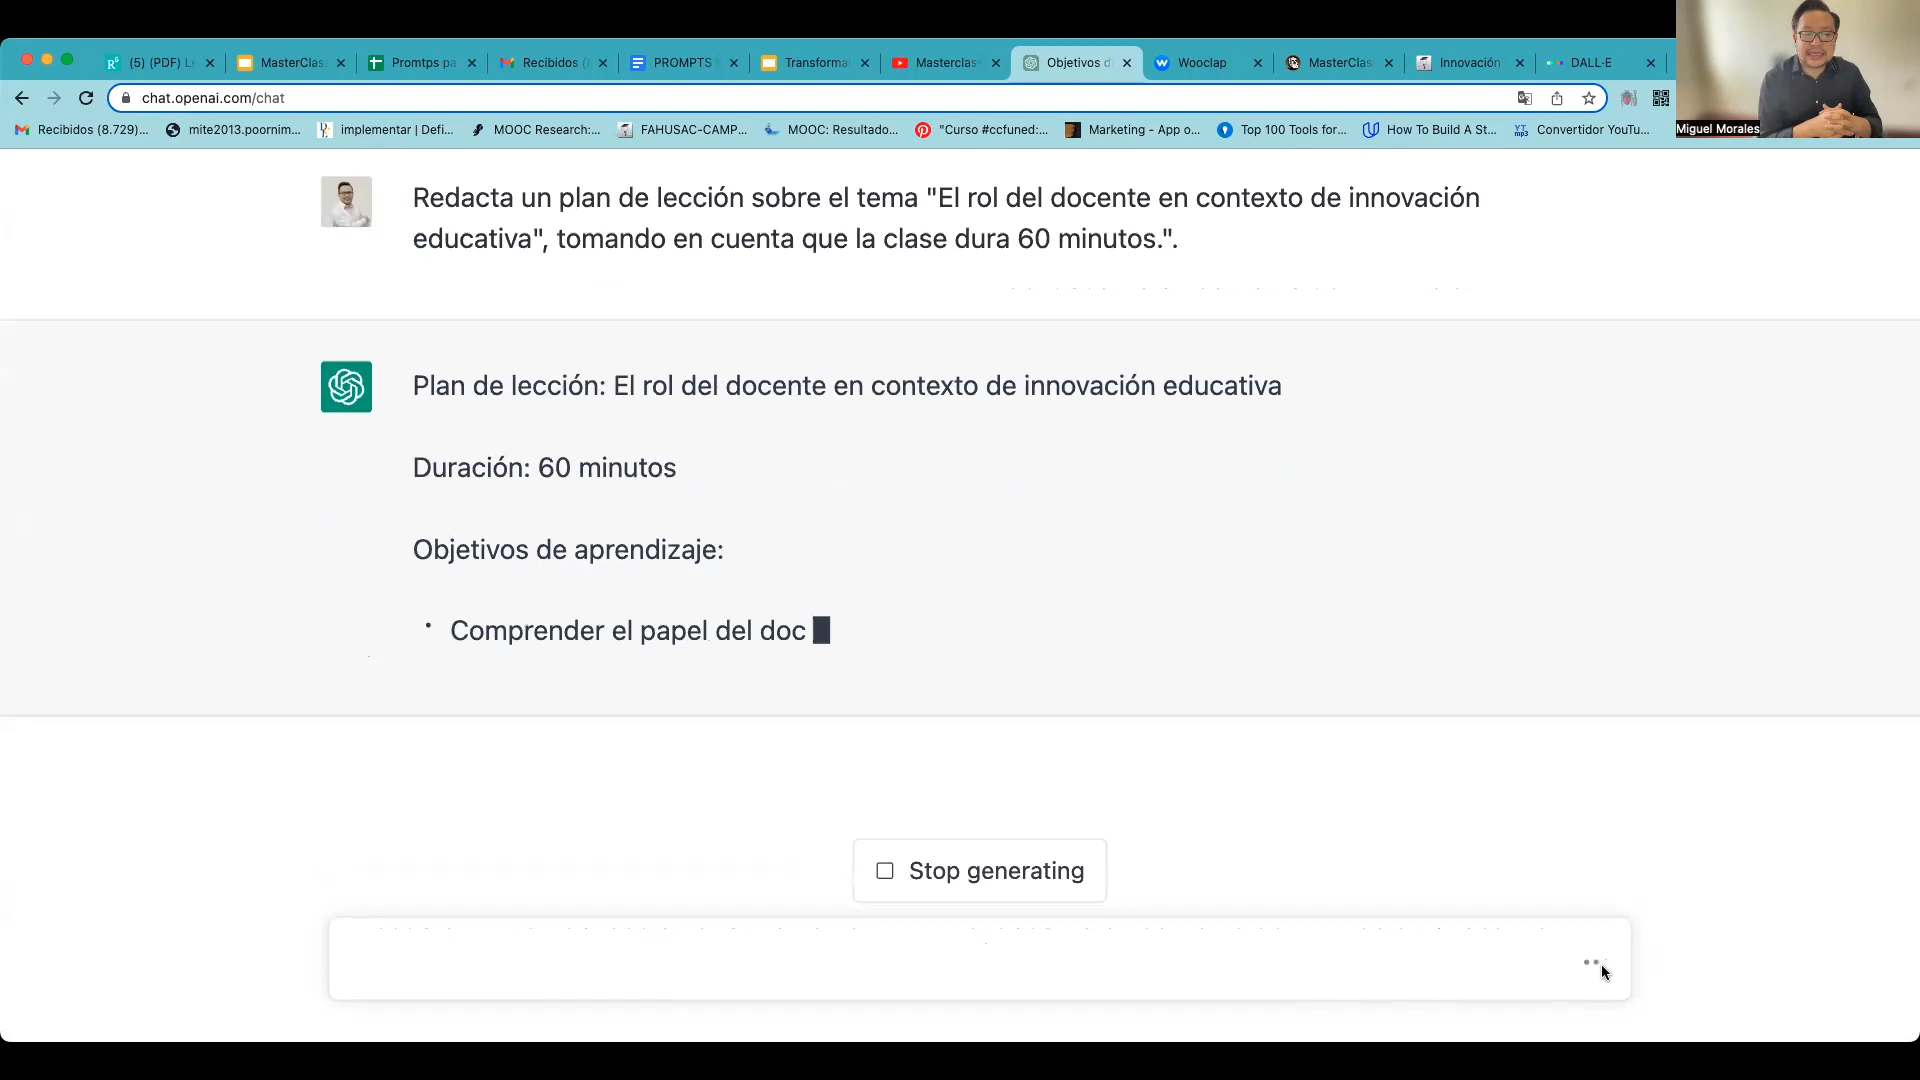 (5) (PDF) L
MasterClas
Promtps pa
Recibidos (
PROMPTS
Transforma
Masterclas
Objetivos d
Wooclap
MasterClas
Innovación
DALL·E
chat.openai.com/chat
Recibidos (8.729)...
mite2013.poornim...
implementar | Defi...
MOOC Research:...
FAHUSAC-CAMP...
MOOC: Resultado...
"Curso #ccfuned:...
Marketing - App o...
Top 100 Tools for...
How To Build A St...
Convertidor YouTu...
Miguel Morales
Redacta un plan de lección sobre el tema "El rol del docente en contexto de innovación
educativa", tomando en cuenta que la clase dura 60 minutos.".
Plan de lección: El rol del docente en contexto de innovación educativa
Duración: 60 minutos
Objetivos de aprendizaje:
• Comprender el papel del doc
Stop generating